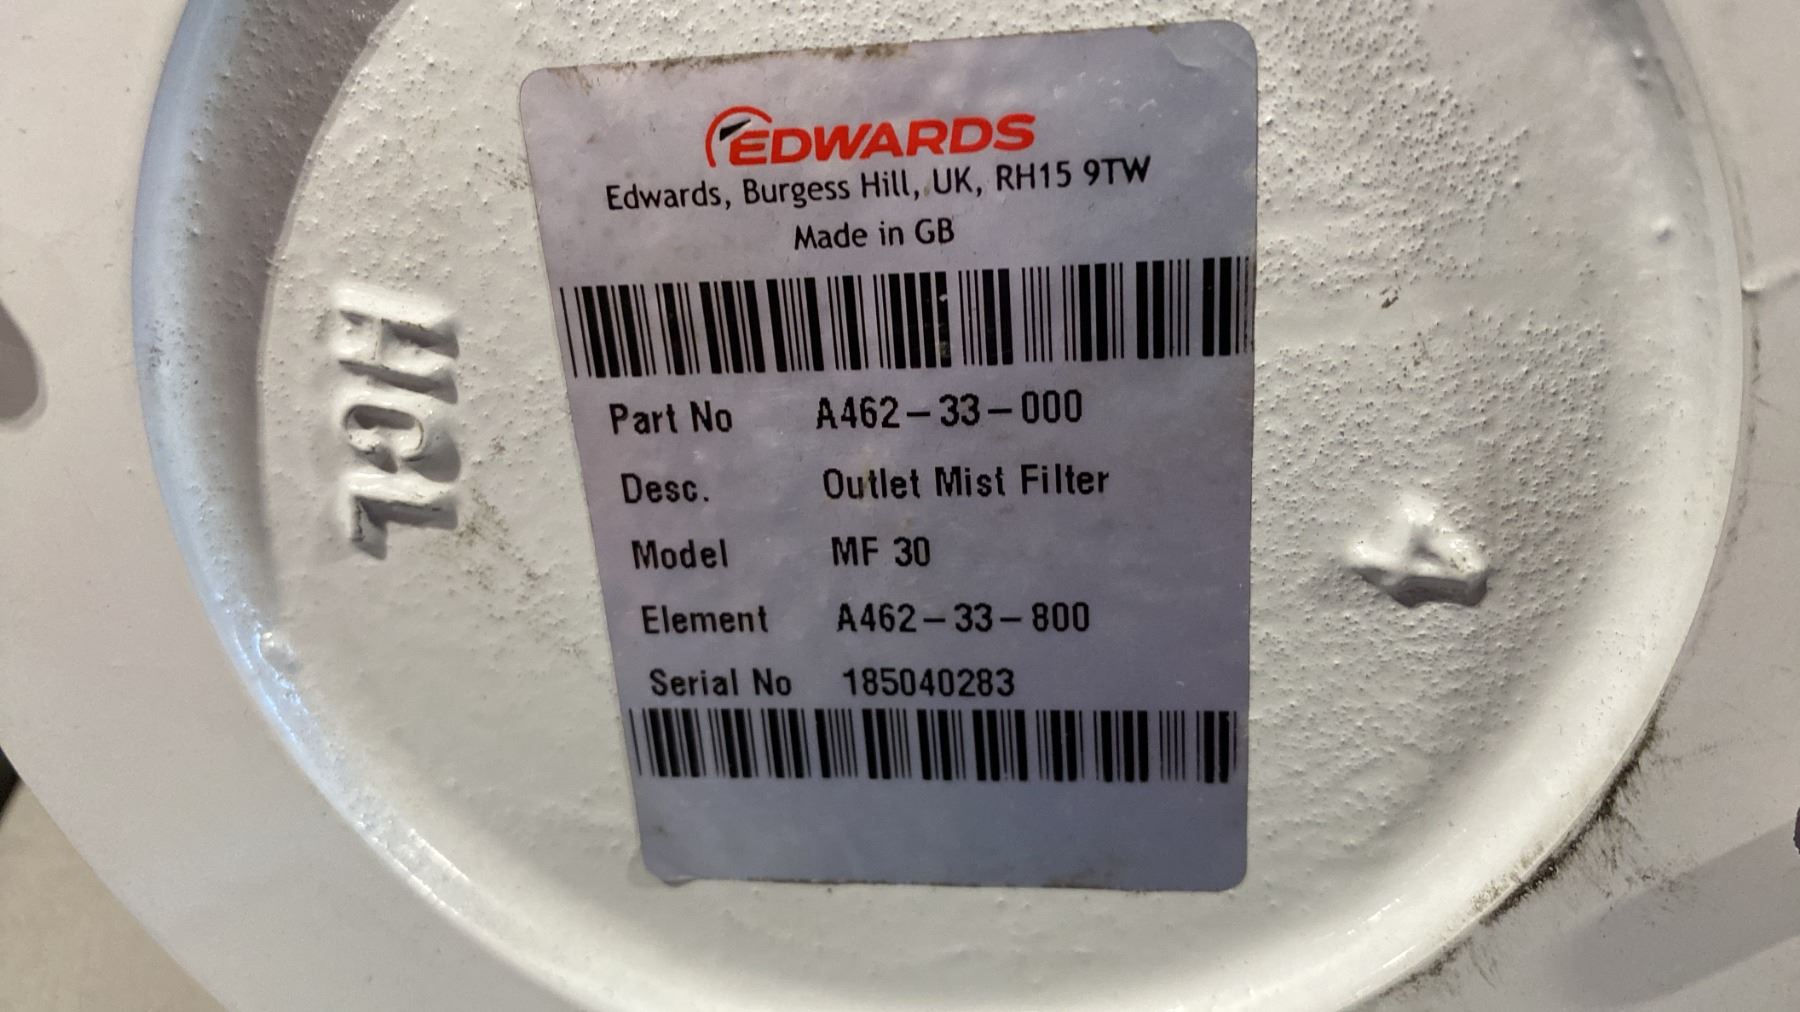 EDWARDS
Edwards, Burgess Hill, UK, RH15 9TW
Made in GB
Part No A462-33-000
Desc. Outlet Mist Filter
Model MF 30
Element A462-33-800
Serial No 185040283
HCL
4